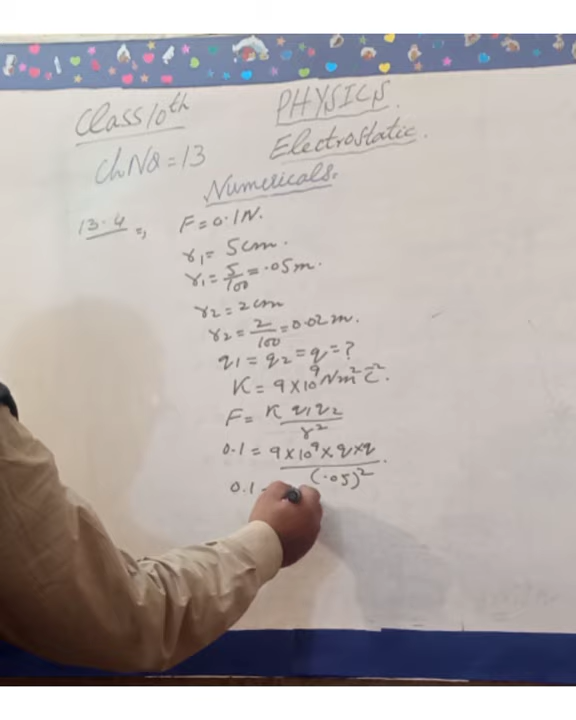 Class 10th
PHYSICS.
Ch No = 13
Electrostatic.
Numericals.
13.4 =, F = 0.1N.
r₁ = 5cm.
r₁ = 5/100 = .05m.
r₂ = 2cm
r₂ = 2/100 = 0.02m.
q₁ = q₂ = q = ?
K = 9×10⁹ Nm²C⁻².
F = K q₁q₂/r²
0.1 = 9×10⁹×q×q/(.05)².
0.1